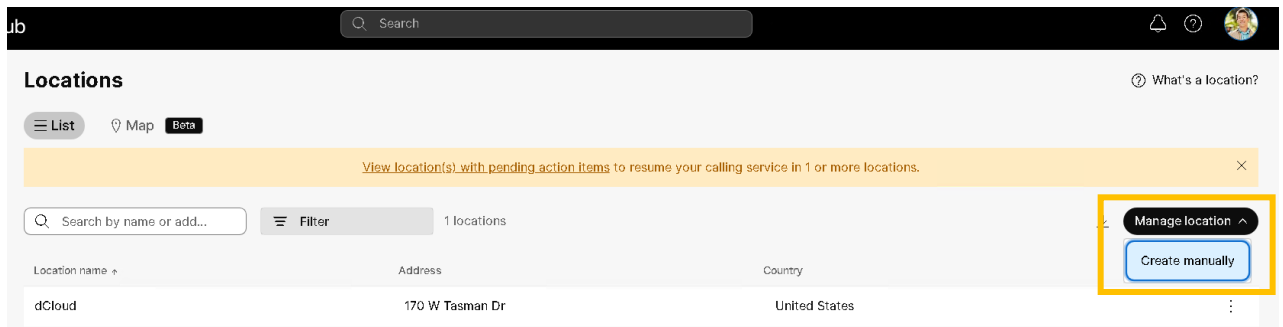 ub
Search
Locations
What's a location?
List
Map Beta
View location(s) with pending action items to resume your calling service in 1 or more locations.
Search by name or add...
Filter
1 locations
Manage location
Create manually
Location name
Address
Country
dCloud
170 W Tasman Dr
United States